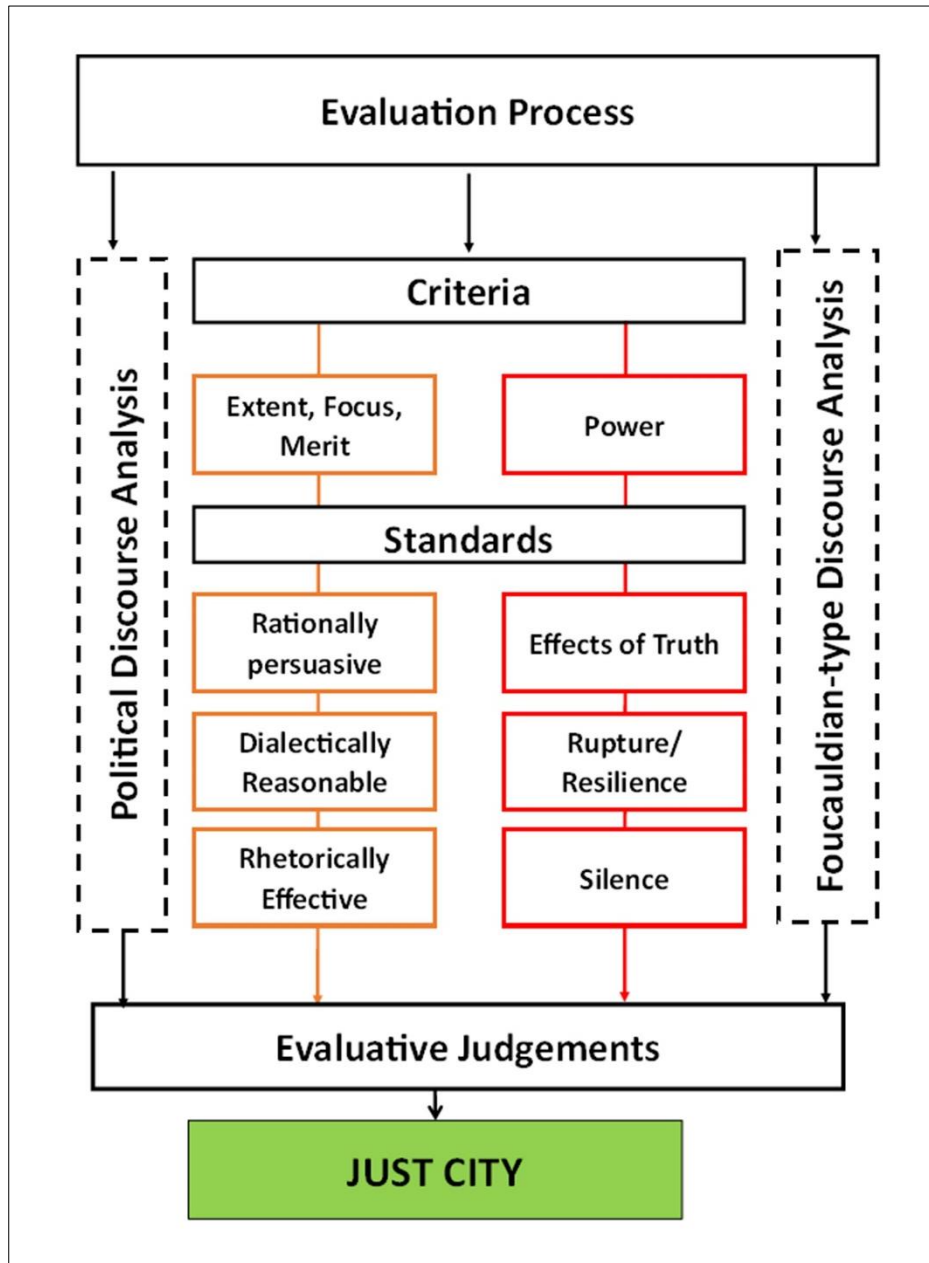 Evaluation Process
Political Discourse Analysis
Criteria
Extent, Focus,
Merit
Power
Standards
Rationally
persuasive
Effects of Truth
Dialectically
Reasonable
Rupture/
Resilience
Rhetorically
Effective
Silence
Foucauldian-type Discourse Analysis
Evaluative Judgements
JUST CITY